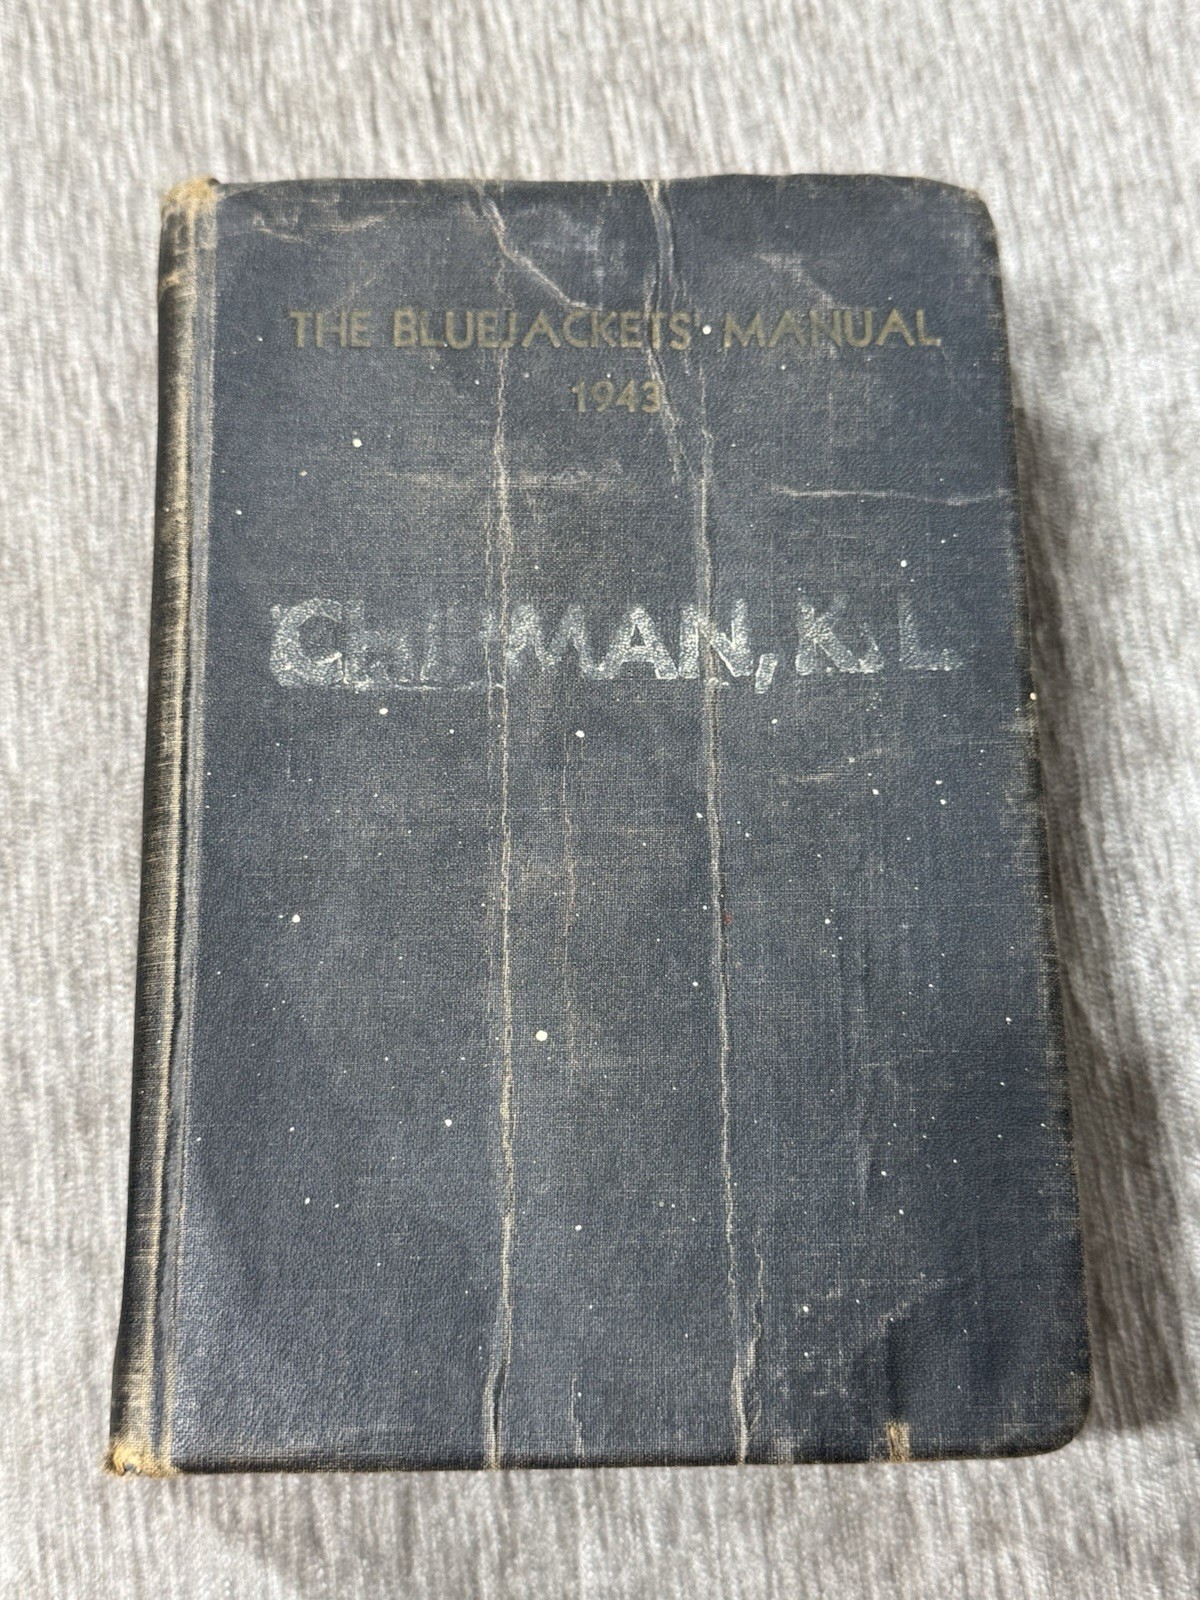 THE BLUEJACKETS' MANUAL
1943
K. L.